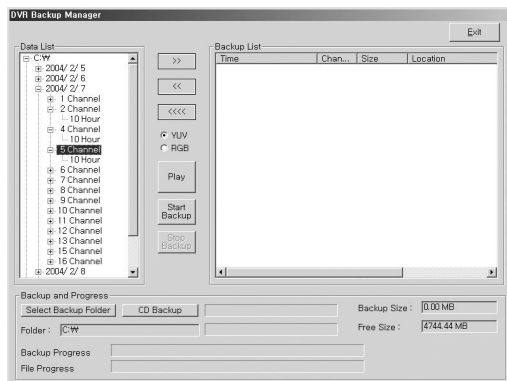 DVR Backup Manager
Exit
Data List
C:₩
2004/ 2/ 5
2004/ 2/ 6
2004/ 2/ 7
1 Channel
2 Channel
10 Hour
4 Channel
10 Hour
5 Channel
10 Hour
6 Channel
7 Channel
8 Channel
9 Channel
10 Channel
11 Channel
12 Channel
13 Channel
15 Channel
16 Channel
2004/ 2/ 8
>>
<<
<<<<
YUV
RGB
Play
Start
Backup
Stop
Backup
Backup List
Time Chan... Size Location
Backup and Progress
Select Backup Folder CD Backup Backup Size : 0.00 MB
Folder : C:₩ Free Size : 4744.44 MB
Backup Progress
File Progress